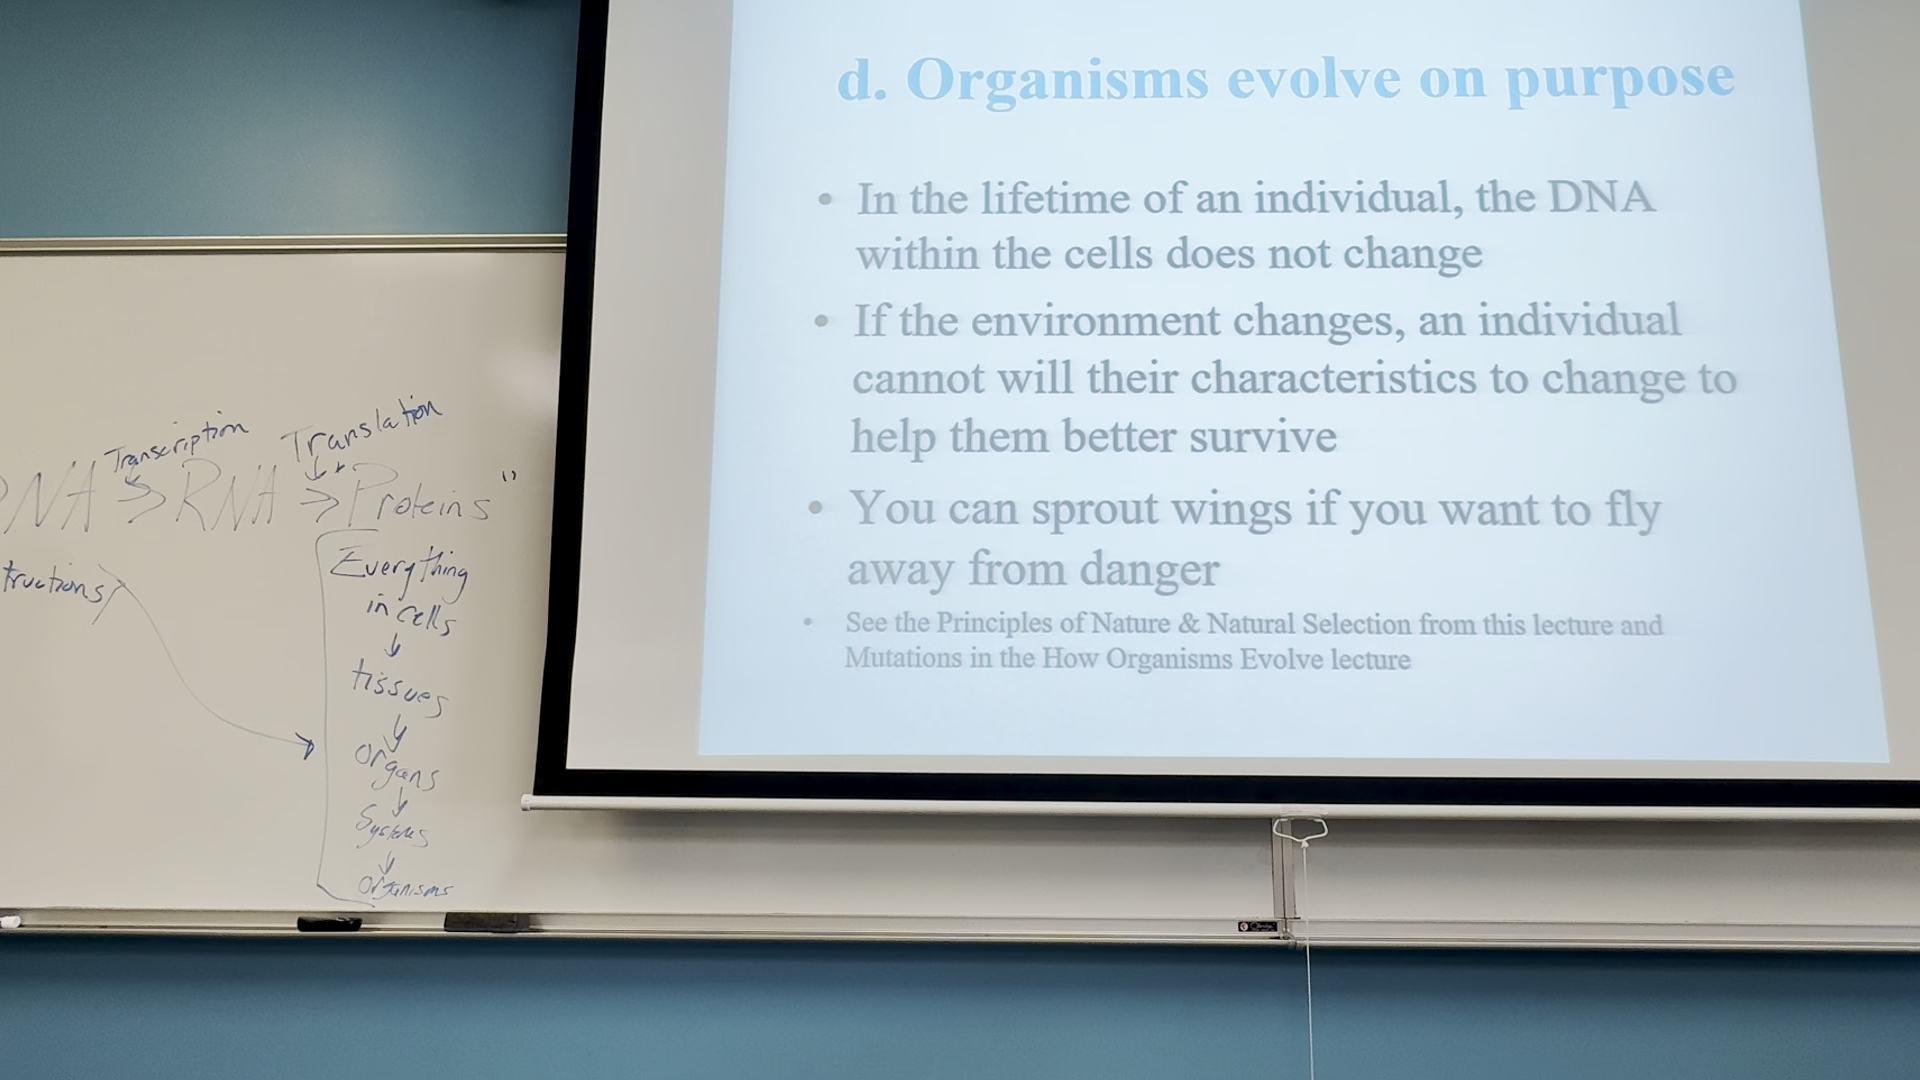 d. Organisms evolve on purpose
• In the lifetime of an individual, the DNA
within the cells does not change
• If the environment changes, an individual
cannot will their characteristics to change to
help them better survive
• You can sprout wings if you want to fly
away from danger
• See the Principles of Nature & Natural Selection from this lecture and
Mutations in the How Organisms Evolve lecture
Transcription Translation
NA → RNA → Proteins"
tructions)
Everything
in cells
↓
tissues
↓
organs
↓
Systems
↓
organisms